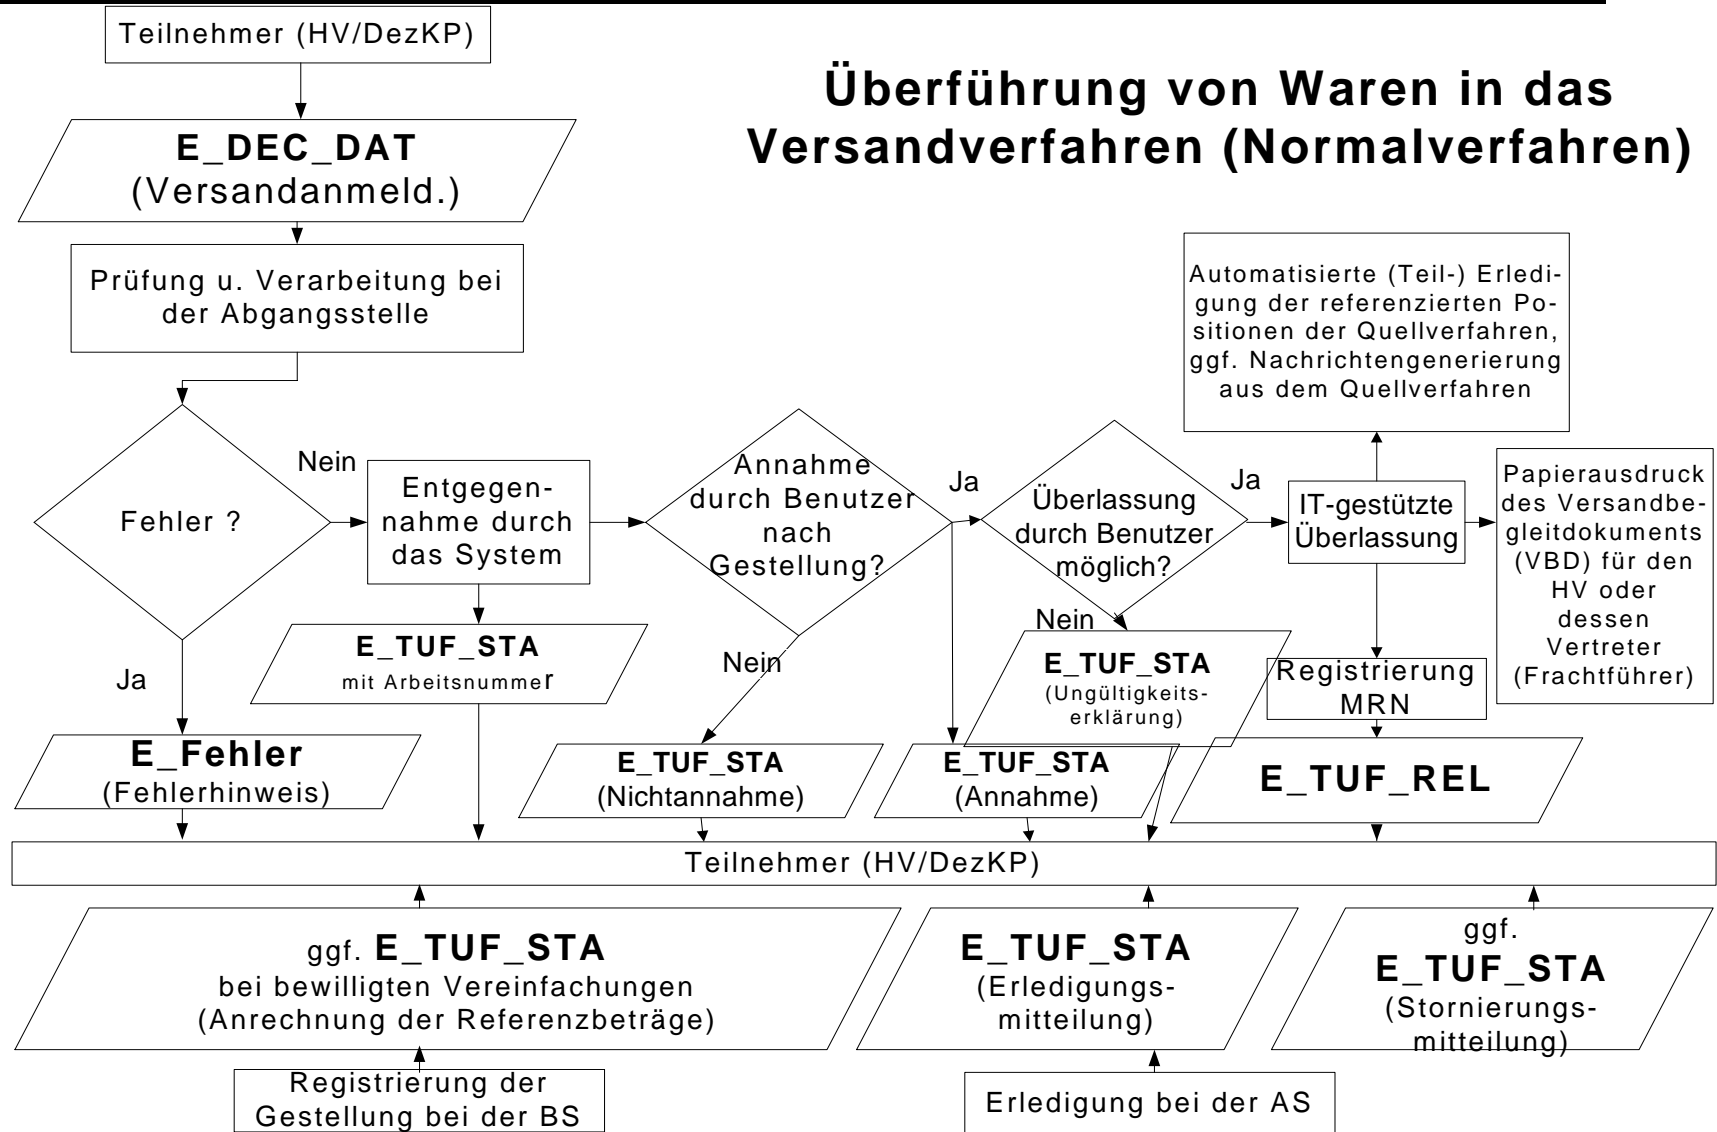 Teilnehmer (HV/DezKP)
Überführung von Waren in das
Versandverfahren (Normalverfahren)
E_DEC_DAT
(Versandanmeld.)
Prüfung u. Verarbeitung bei
der Abgangsstelle
Automatisierte (Teil-) Erledi-
gung der referenzierten Po-
sitionen der Quellverfahren,
ggf. Nachrichtengenerierung
aus dem Quellverfahren
Fehler ?
Nein
Entgegen-
nahme durch
das System
Annahme
durch Benutzer
nach
Gestellung?
Ja
Überlassung
durch Benutzer
möglich?
Ja
IT-gestützte
Überlassung
Papierausdruck
des Versandbe-
gleitdokuments
(VBD) für den
HV oder
dessen
Vertreter
(Frachtführer)
Ja
E_TUF_STA
mit Arbeitsnummer
Nein
Nein
E_TUF_STA
(Ungültigkeits-
erklärung)
Registrierung
MRN
E_Fehler
(Fehlerhinweis)
E_TUF_STA
(Nichtannahme)
E_TUF_STA
(Annahme)
E_TUF_REL
Teilnehmer (HV/DezKP)
ggf. E_TUF_STA
bei bewilligten Vereinfachungen
(Anrechnung der Referenzbeträge)
E_TUF_STA
(Erledigungs-
mitteilung)
ggf.
E_TUF_STA
(Stornierungs-
mitteilung)
Registrierung der
Gestellung bei der BS
Erledigung bei der AS